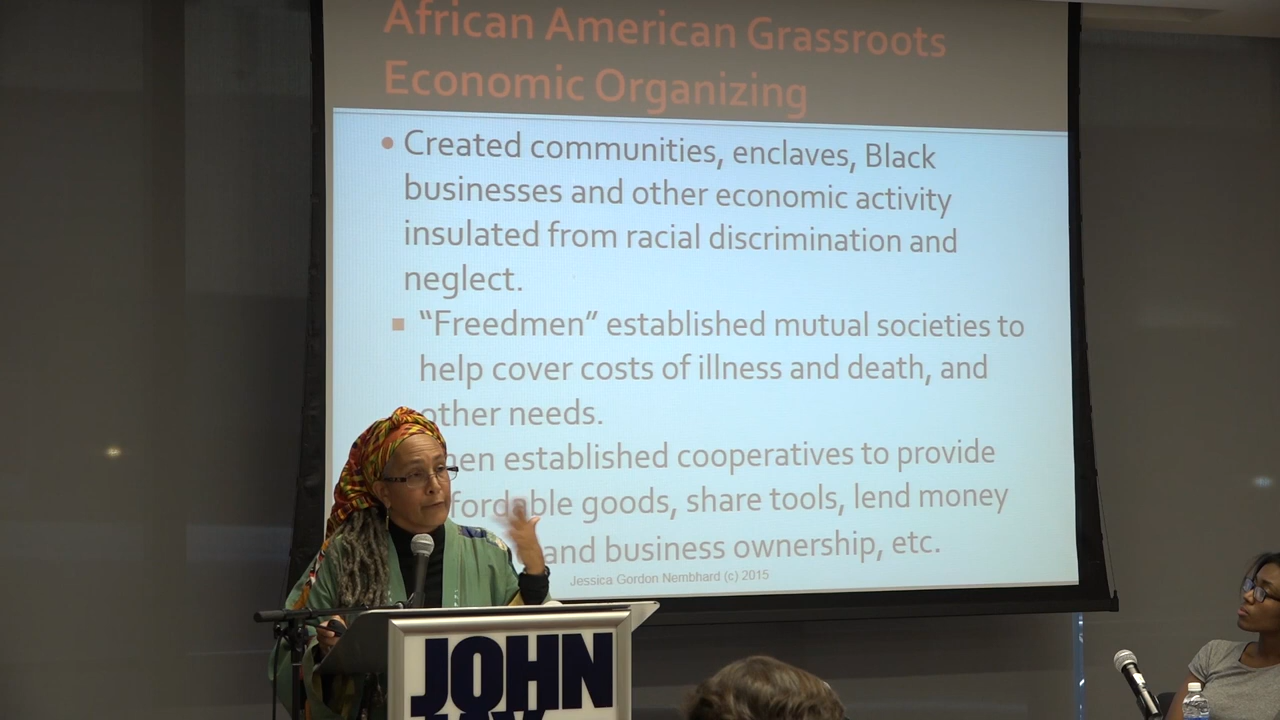 African American Grassroots
Economic Organizing
• Created communities, enclaves, Black
businesses and other economic activity
insulated from racial discrimination and
neglect.
▪ “Freedmen” established mutual societies to
help cover costs of illness and death, and
other needs.
established cooperatives to provide
goods, share tools, lend money
and business ownership, etc.
Jessica Gordon Nembhard (c) 2015
JOHN